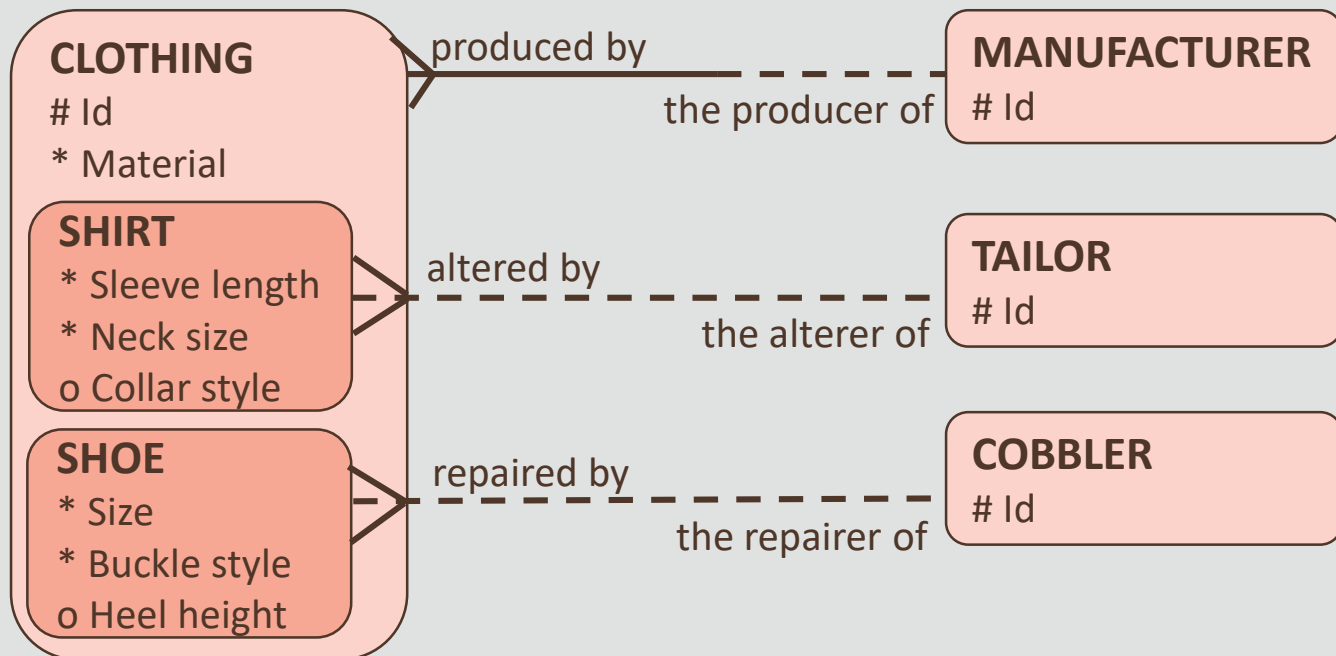 CLOTHING
# Id
* Material
SHIRT
* Sleeve length
* Neck size
o Collar style
SHOE
* Size
* Buckle style
o Heel height
produced by
the producer of
altered by
the alterer of
repaired by
the repairer of
MANUFACTURER
# Id
TAILOR
# Id
COBBLER
# Id